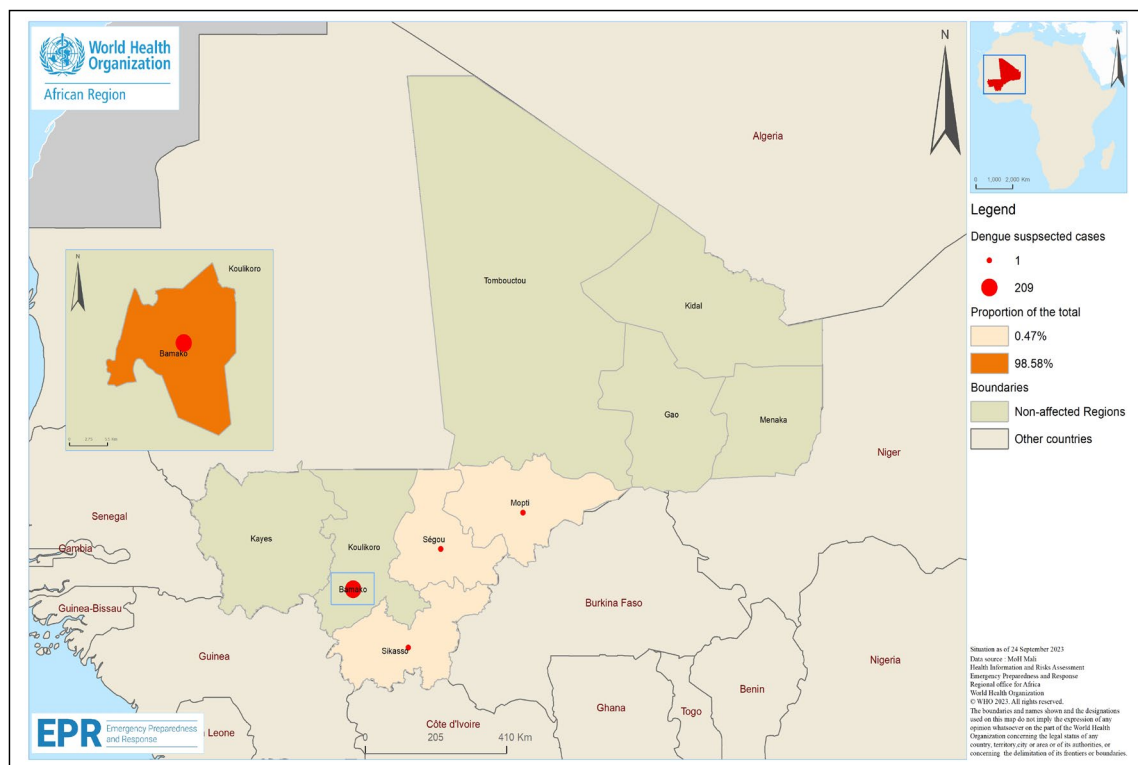 World Health
Organization
African Region
N
Algeria
Tombouctou
Kidal
Gao
Menaka
Niger
N
Koulikoro
Bamako
Mopti
Ségou
Kayes
Koulikoro
Bamako
Sikasso
Senegal
Gambia
Guinea-Bissau
Guinea
Leone
Côte d'Ivoire
Burkina Faso
Ghana
Togo
Benin
Nigeria
0 205 410 Km
EPR
Emergency Preparedness
and Response
N
0 1,000 2,000 Km
Legend
Dengue suspsected cases
1
209
Proportion of the total
0.47%
98.58%
Boundaries
Non-affected Regions
Other countries
Situation as of 24 September 2023
Data source : MoH Mali
Health Information and Risks Assessment
Emergency Preparedness and Response
Regional office for Africa
World Health Organization
© WHO 2023. All rights reserved.
The boundaries and names shown and the designations
used on this map do not imply the expression of any
opinion whatsoever on the part of the World Health
Organization concerning the legal status of any
country, territory,city or area or of its authorities, or
concerning the delimitation of its frontiers or boundaries.